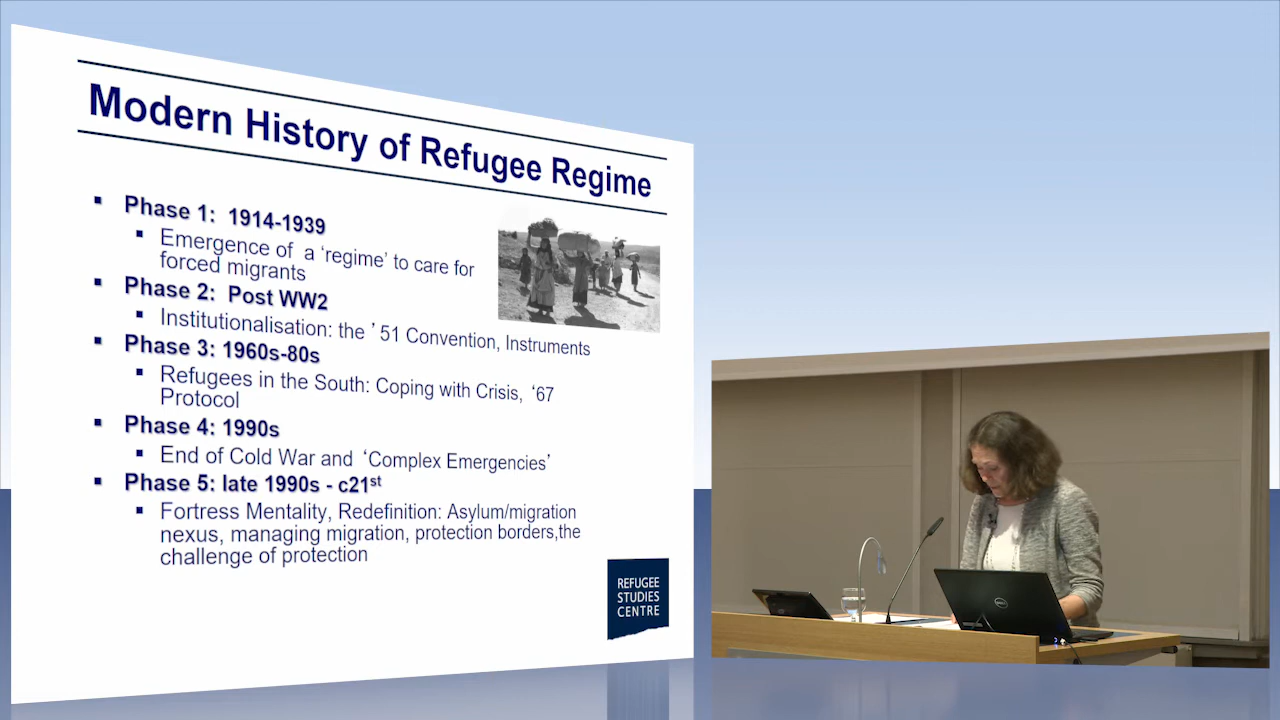 Modern History of Refugee Regime
Phase 1: 1914-1939
Emergence of a ‘regime’ to care for
forced migrants
Phase 2: Post WW2
Institutionalisation: the ’51 Convention, Instruments
Phase 3: 1960s-80s
Refugees in the South: Coping with Crisis, ‘67
Protocol
Phase 4: 1990s
End of Cold War and ‘Complex Emergencies’
Phase 5: late 1990s - c21st
Fortress Mentality, Redefinition: Asylum/migration
nexus, managing migration, protection borders,the
challenge of protection
REFUGEE
STUDIES
CENTRE
DELL